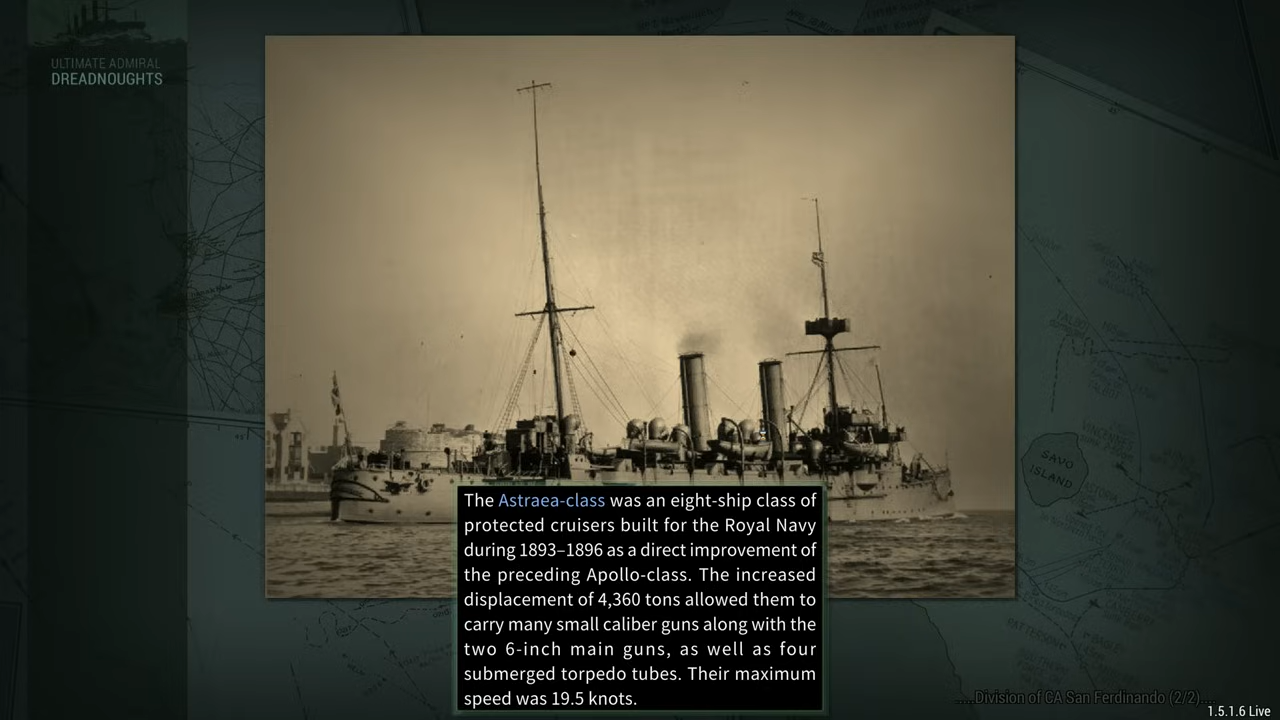 ULTIMATE ADMIRAL
DREADNOUGHTS
SAVO
ISLAND
The Astraea-class was an eight-ship class of
protected cruisers built for the Royal Navy
during 1893–1896 as a direct improvement of
the preceding Apollo-class. The increased
displacement of 4,360 tons allowed them to
carry many small caliber guns along with the
two 6-inch main guns, as well as four
submerged torpedo tubes. Their maximum
speed was 19.5 knots.
....Division of CA San Ferdinando (2/2)....
1.5.1.6 Live